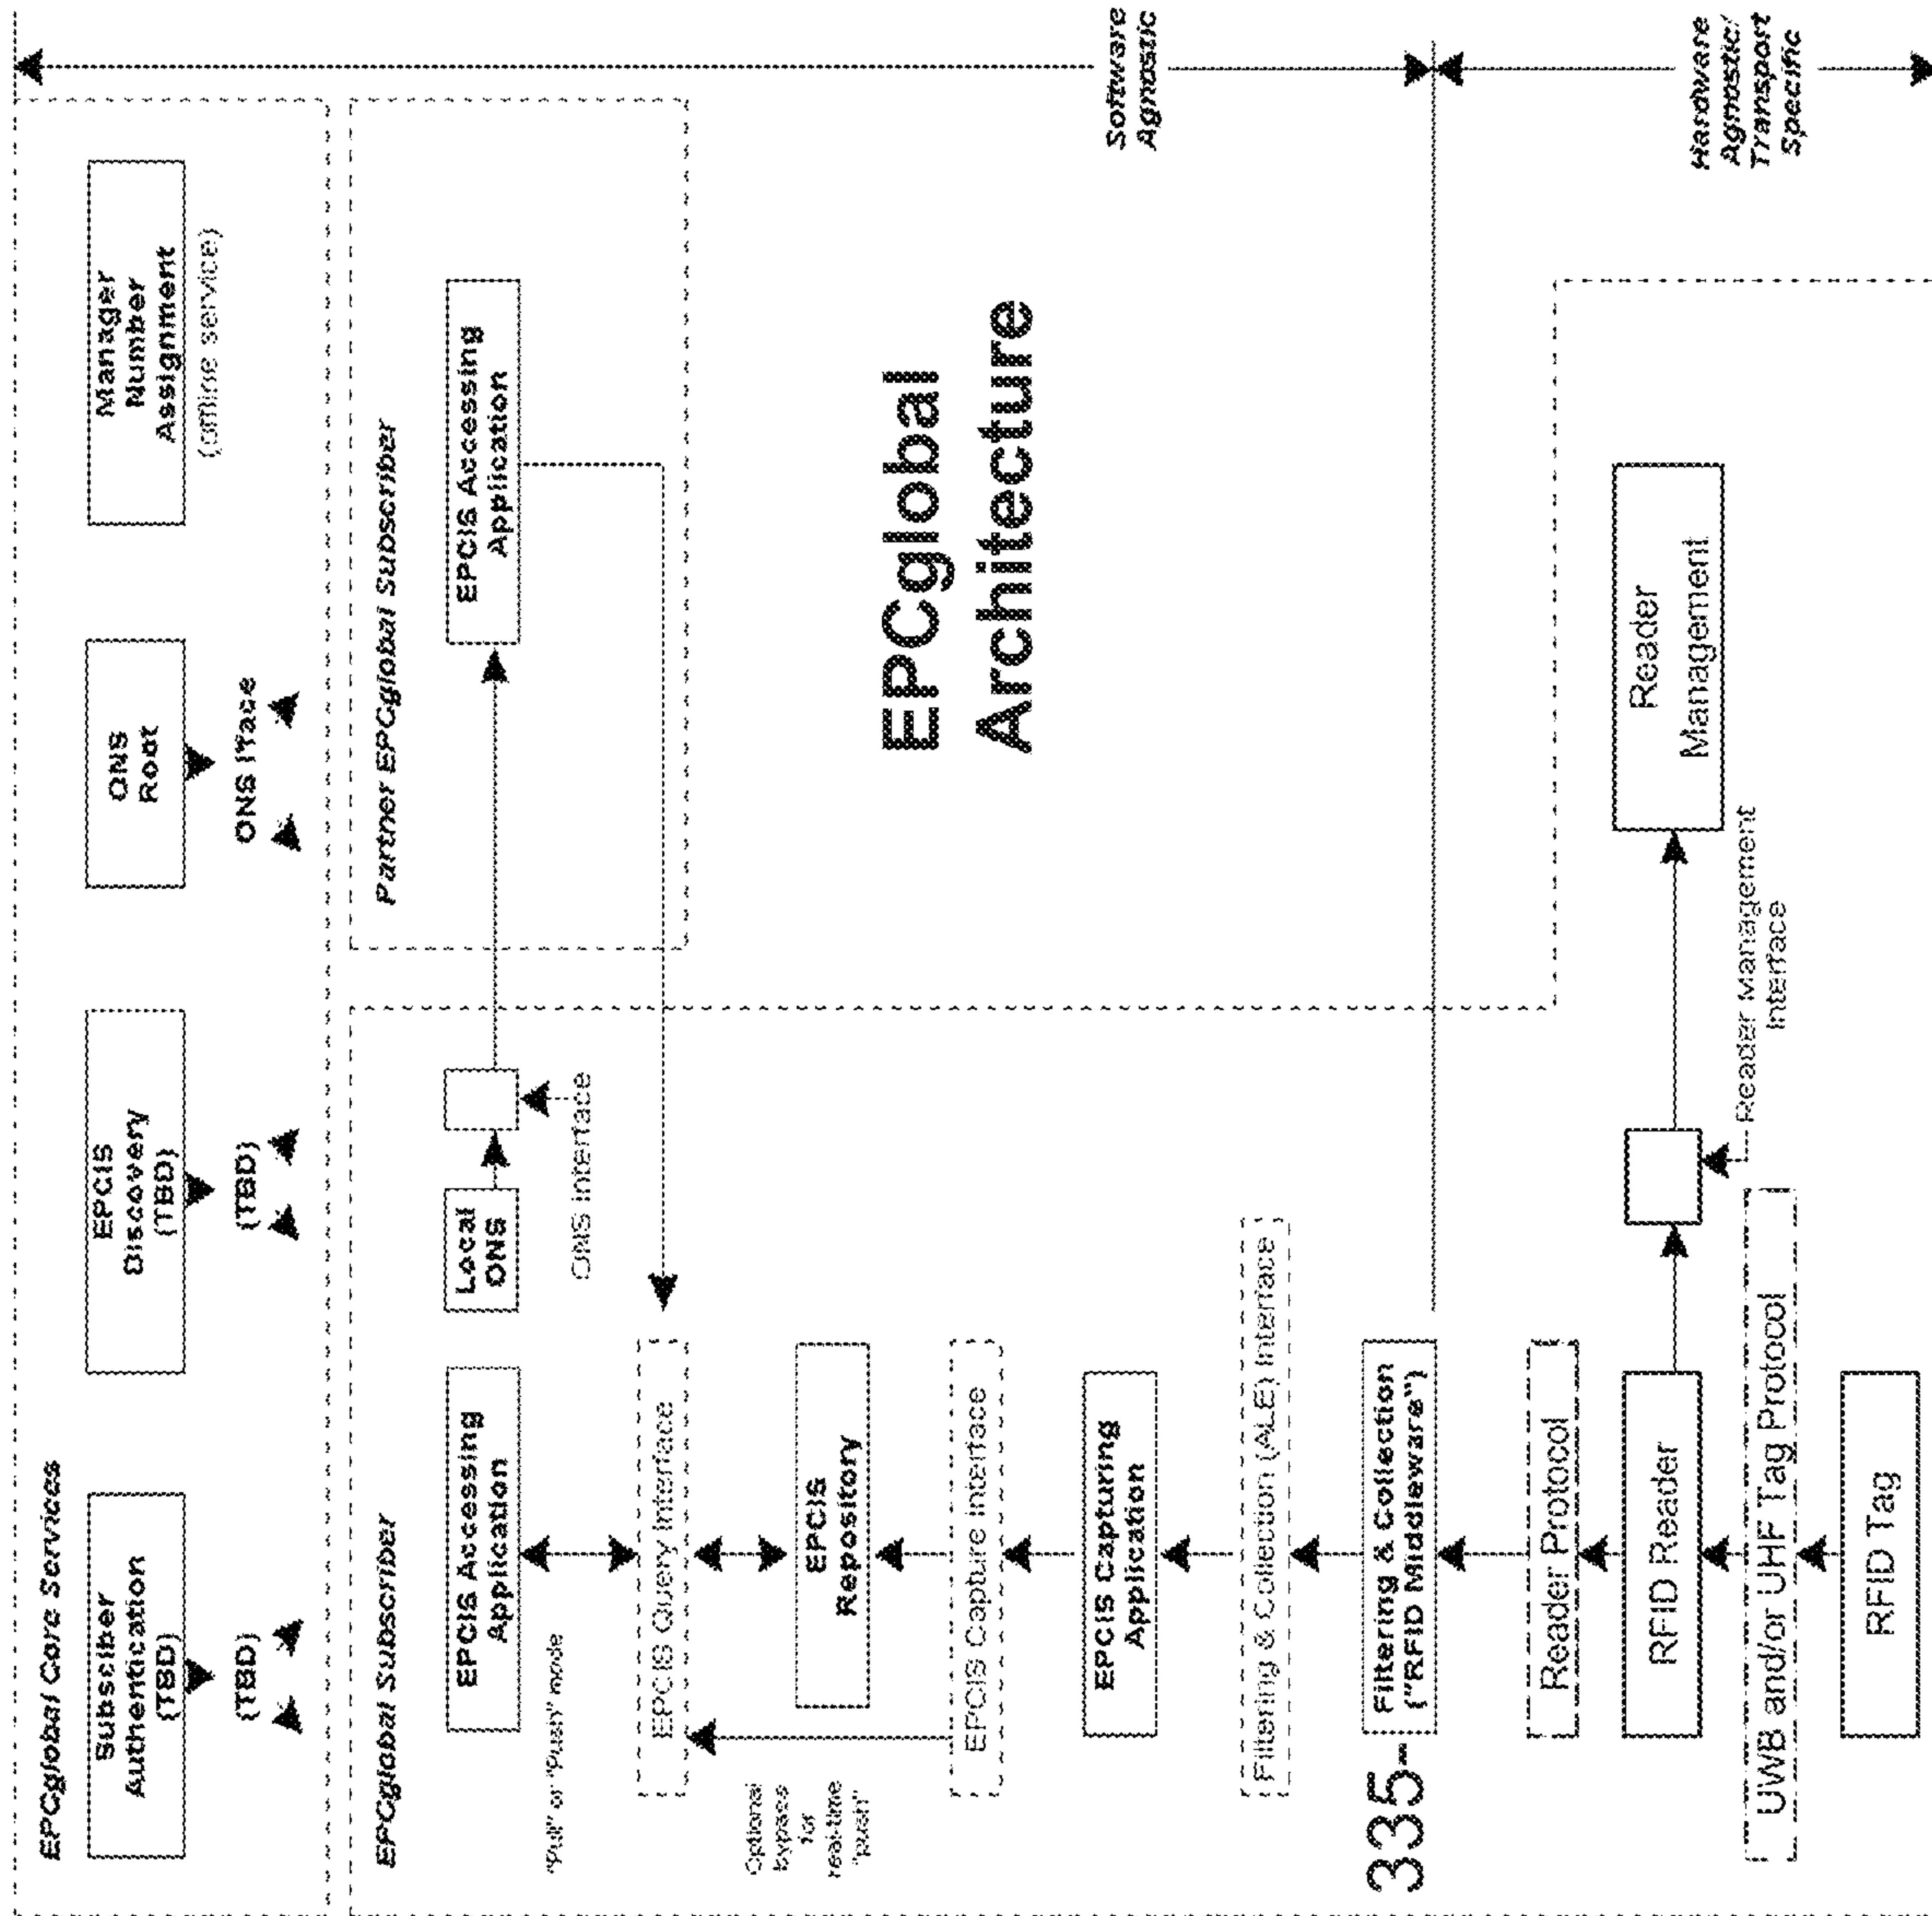 EPCglobal Core Services
Subsciber
Authentication
(TBD)
(TBD)
EPCIS
Discovery
(TBD)
(TBD)
ONS
Root
ONS I'face
Manager
Number
Assignment
(offline service)
EPCglobal Subscriber
EPCIS Accessing
Application
"Pull" or "Push" mode
EPCIS Query Interface
Optional
bypass
for
real-time
"push"
EPCIS
Repository
EPCIS Capture Interface
EPCIS Capturing
Application
Filtering & Collection (ALE) Interface
335-
Filtering & Collection
("RFID Middleware")
Reader Protocol
RFID Reader
UWB and/or UHF Tag Protocol
RFID Tag
Local
ONS
ONS Interface
Partner EPCglobal Subscriber
EPCIS Accessing
Application
EPCglobal
Architecture
Reader
Management
Reader Management
Interface
Software
Agnostic
Hardware
Agnostic/
Transport
Specific